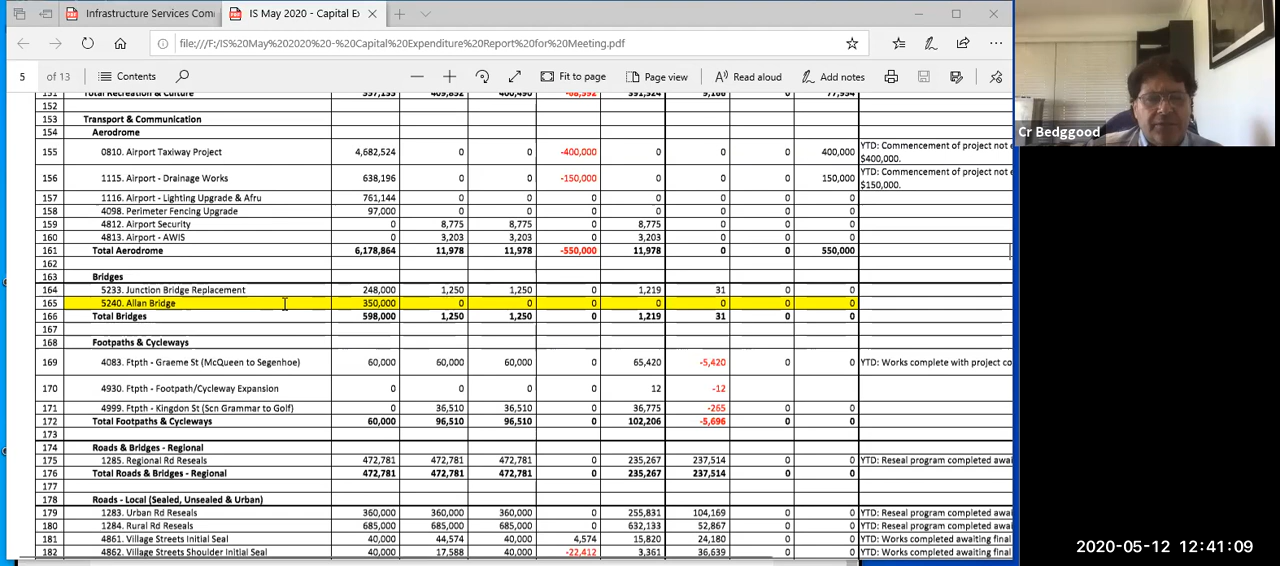 Infrastructure Services Com
IS May 2020 - Capital E
file:///F:/IS%20May%202020%20-%20Capital%20Expenditure%20Report%20for%20Meeting.pdf
5 of 13 Contents Fit to page Page view Read aloud Add notes
151 Total Recreation & Culture
152
153 Transport & Communication
154 Aerodrome
155 0810. Airport Taxiway Project 4,682,524 0 0 -400,000 0 0 0 400,000 YTD: Commencement of project not
$400,000.
156 1115. Airport - Drainage Works 638,196 0 0 -150,000 0 0 0 150,000 YTD: Commencement of project not
$150,000.
157 1116. Airport - Lighting Upgrade & Afru 761,144 0 0 0 0 0 0 0
158 4098. Perimeter Fencing Upgrade 97,000 0 0 0 0 0 0 0
159 4812. Airport Security 0 8,775 8,775 0 8,775 0 0 0
160 4813. Airport - AWIS 0 3,203 3,203 0 3,203 0 0 0
161 Total Aerodrome 6,178,864 11,978 11,978 -550,000 11,978 0 0 550,000
162
163 Bridges
164 5233. Junction Bridge Replacement 248,000 1,250 1,250 0 1,219 31 0 0
165 5240. Allan Bridge 350,000 0 0 0 0 0 0 0
166 Total Bridges 598,000 1,250 1,250 0 1,219 31 0 0
167
168 Footpaths & Cycleways
169 4083. Ftpth - Graeme St (McQueen to Segenhoe) 60,000 60,000 60,000 0 65,420 -5,420 0 0 YTD: Works complete with project co
170 4930. Ftpth - Footpath/Cycleway Expansion 0 0 0 0 12 -12
171 4999. Ftpth - Kingdon St (Scn Grammar to Golf) 0 36,510 36,510 0 36,775 -265 0 0
172 Total Footpaths & Cycleways 60,000 96,510 96,510 0 102,206 -5,696 0 0
173
174 Roads & Bridges - Regional
175 1285. Regional Rd Reseals 472,781 472,781 472,781 0 235,267 237,514 0 0 YTD: Reseal program completed awai
176 Total Roads & Bridges - Regional 472,781 472,781 472,781 0 235,267 237,514 0 0
177
178 Roads - Local (Sealed, Unsealed & Urban)
179 1283. Urban Rd Reseals 360,000 360,000 360,000 0 255,831 104,169 0 0 YTD: Reseal program completed awai
180 1284. Rural Rd Reseals 685,000 685,000 685,000 0 632,133 52,867 0 0 YTD: Reseal program completed awai
181 4861. Village Streets Initial Seal 40,000 44,574 40,000 4,574 15,820 24,180 0 0 YTD: Works completed awaiting final
182 4862. Village Streets Shoulder Initial Seal 40,000 17,588 40,000 -22,412 3,361 36,639 0 0 YTD: Works completed awaiting final
Cr Bedggood
2020-05-12 12:41:09